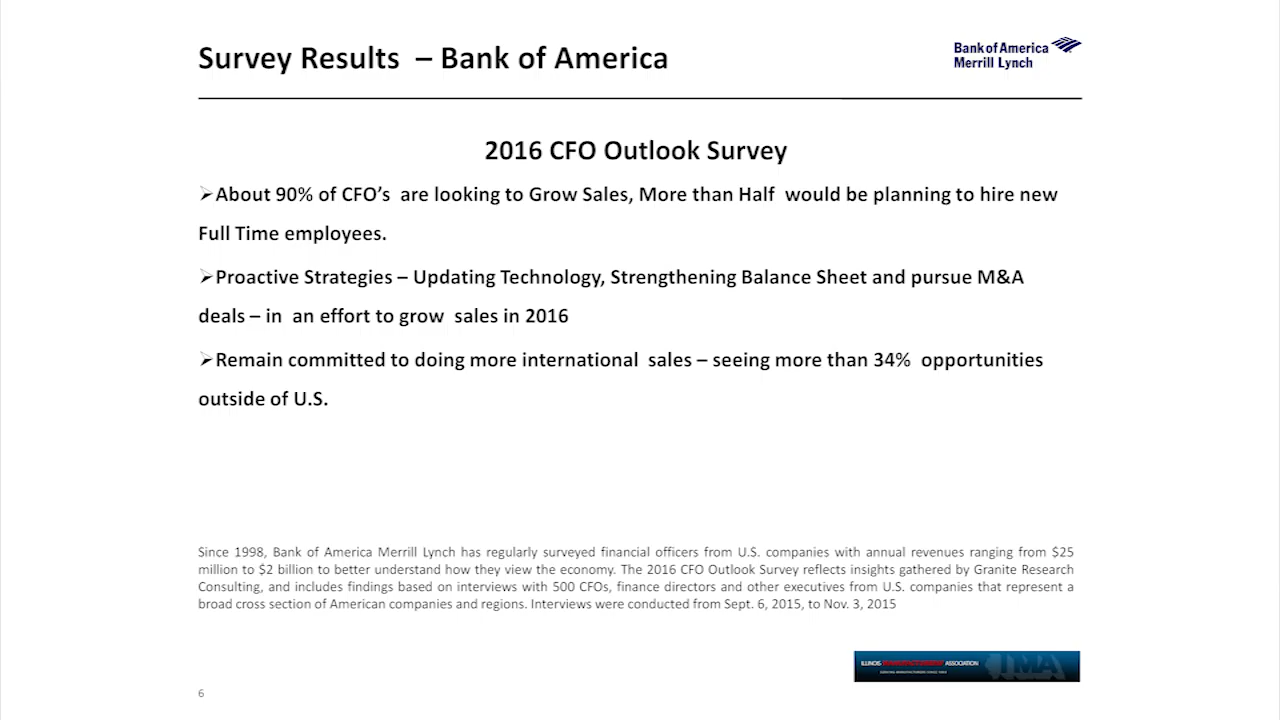 Survey Results – Bank of America
Bank of America
Merrill Lynch
2016 CFO Outlook Survey
➢About 90% of CFO’s are looking to Grow Sales, More than Half would be planning to hire new
Full Time employees.
➢Proactive Strategies – Updating Technology, Strengthening Balance Sheet and pursue M&A
deals – in an effort to grow sales in 2016
➢Remain committed to doing more international sales – seeing more than 34% opportunities
outside of U.S.
Since 1998, Bank of America Merrill Lynch has regularly surveyed financial officers from U.S. companies with annual revenues ranging from $25
million to $2 billion to better understand how they view the economy. The 2016 CFO Outlook Survey reflects insights gathered by Granite Research
Consulting, and includes findings based on interviews with 500 CFOs, finance directors and other executives from U.S. companies that represent a
broad cross section of American companies and regions. Interviews were conducted from Sept. 6, 2015, to Nov. 3, 2015
ILLINOIS MANUFACTURERS' ASSOCIATION IMA
6